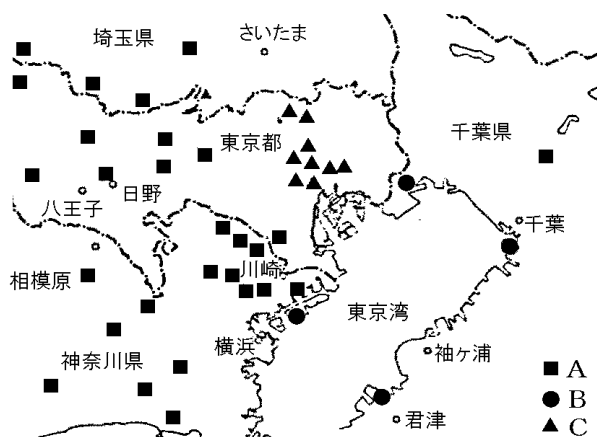 埼玉県
さいたま
東京都
千葉県
八王子
日野
千葉
相模原
川崎
東京湾
横浜
袖ヶ浦
神奈川県
君津
A
B
C